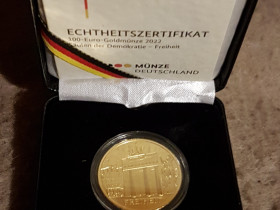 ECHTHEITSZERTIFIKAT
100-Euro-Goldmünze 2022
Säulen der Demokratie – Freiheit
MÜNZE
DEUTSCHLAND
FREIHEIT